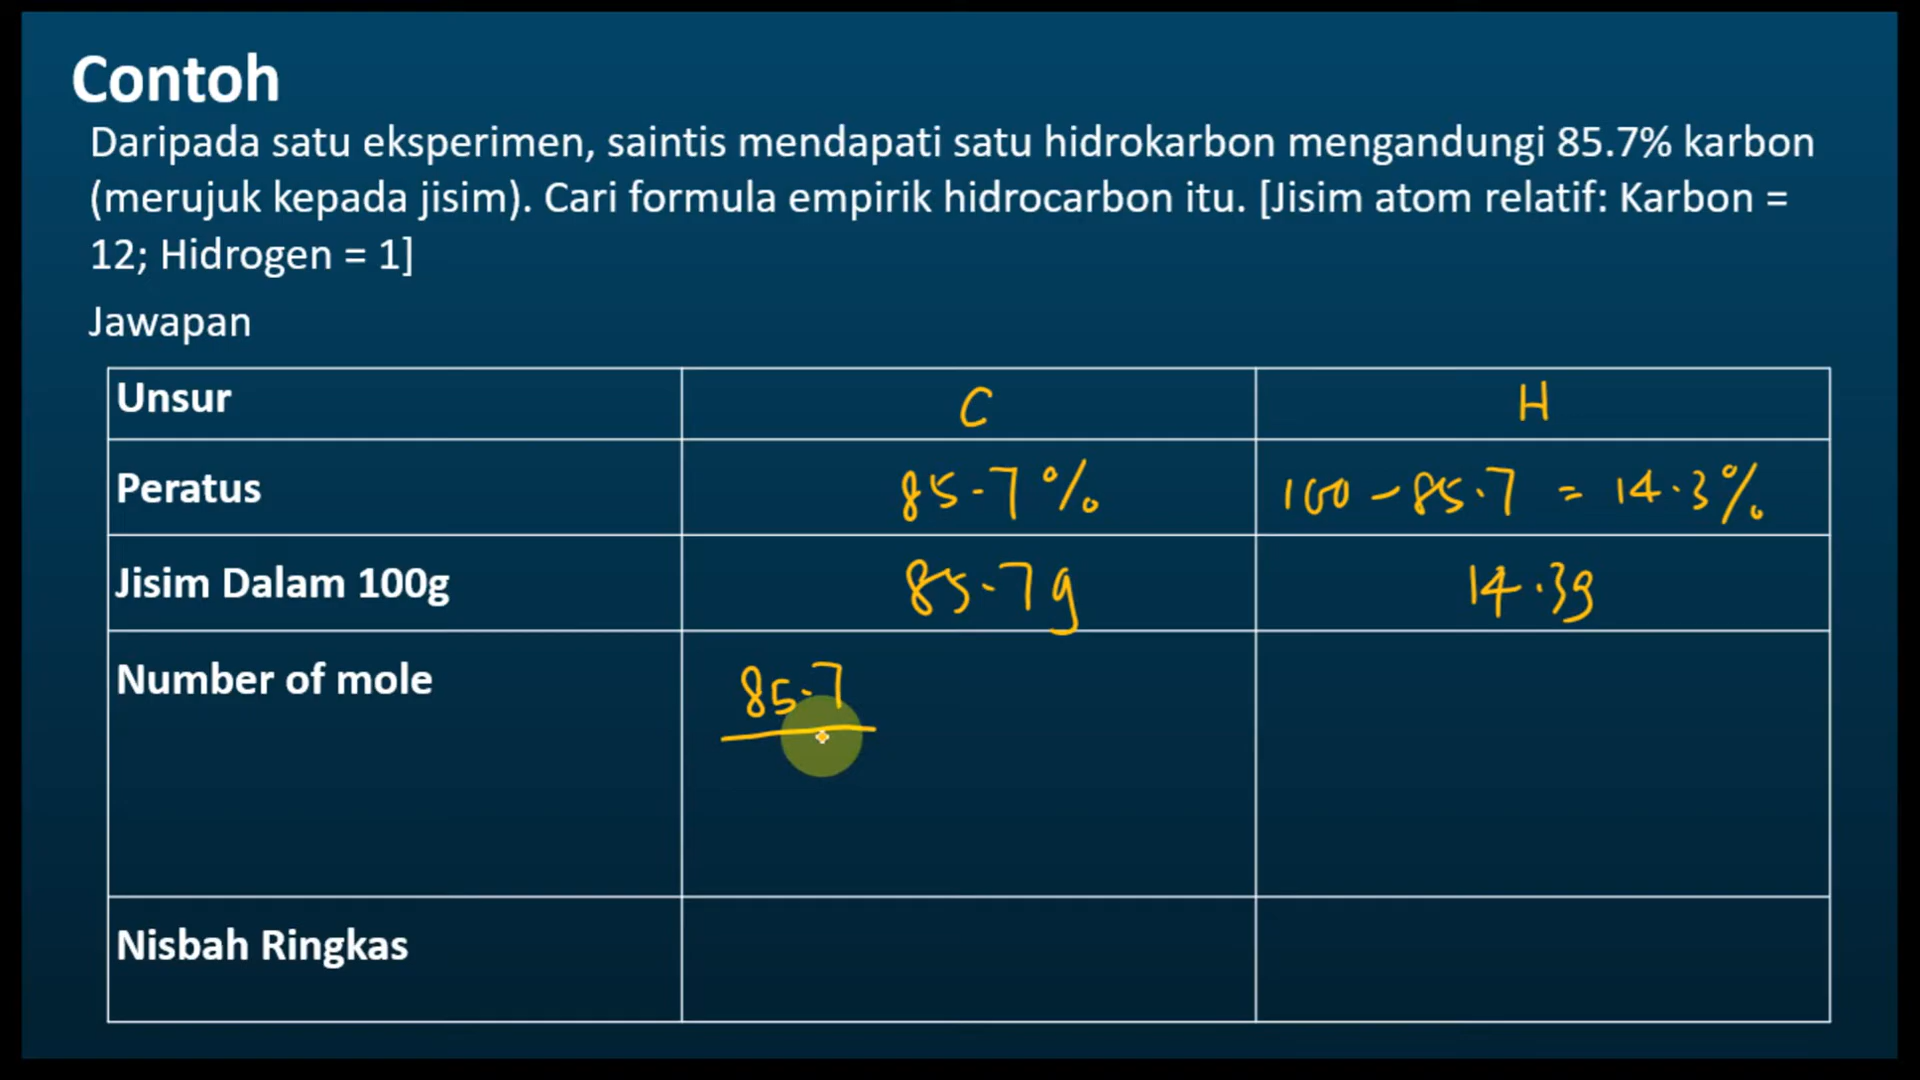 Contoh
Daripada satu eksperimen, saintis mendapati satu hidrokarbon mengandungi 85.7% karbon
(merujuk kepada jisim). Cari formula empirik hidrocarbon itu. [Jisim atom relatif: Karbon =
12; Hidrogen = 1]
Jawapan
Unsur C H
Peratus 85.7% 100 - 85.7 = 14.3%
Jisim Dalam 100g 85.7g 14.3g
Number of mole 85.7
Nisbah Ringkas